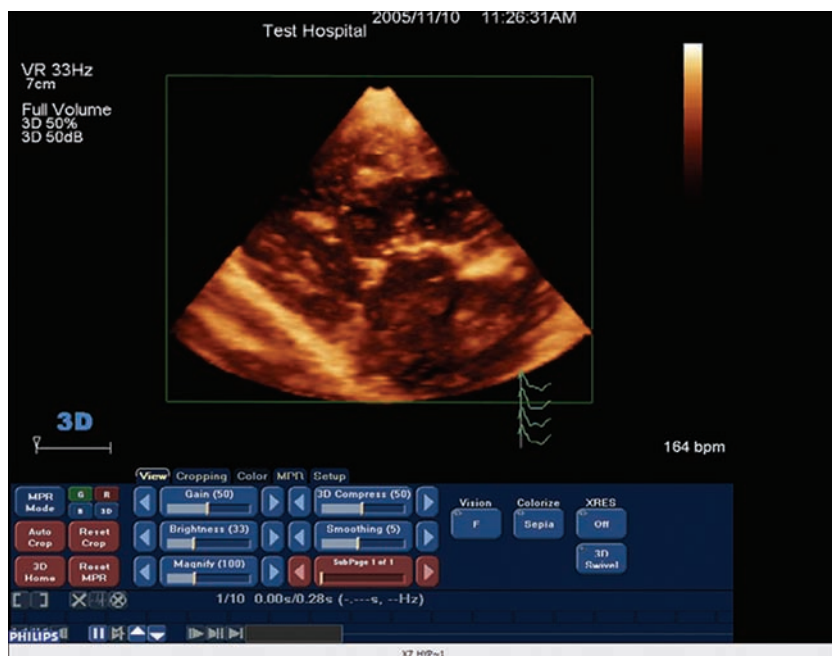 2005/11/10 11:26:31AM
Test Hospital
VR 33Hz
7cm
Full Volume
3D 50%
3D 50dB
3D
164 bpm
View Cropping Color MPR Setup
MPR Mode
G R
B 3D
Gain (50)
3D Compress (50)
Vision
F
Colorize
Sepia
XRES
Off
Auto Crop
Reset Crop
Brightness (33)
Smoothing (5)
3D Swivel
3D Home
Reset MPR
Magnify (100)
SubPage 1 of 1
1/10 0.00s/0.28s (-.---s, --Hz)
PHILIPS